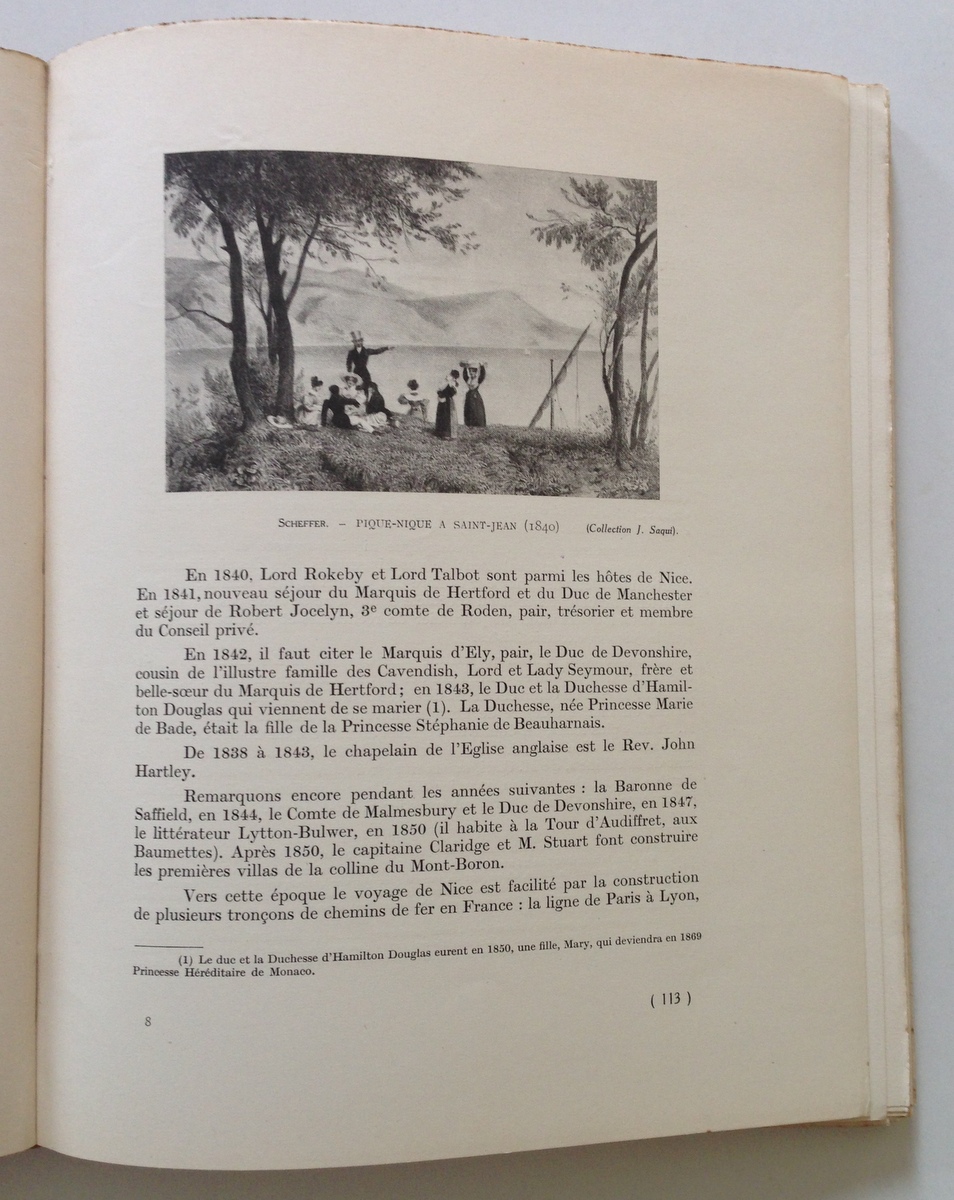 SCHEFFER. — PIQUE-NIQUE A SAINT-JEAN (1840) (Collection J. Saqui).
En 1840, Lord Rokeby et Lord Talbot sont parmi les hôtes de Nice.
En 1841, nouveau séjour du Marquis de Hertford et du Duc de Manchester
et séjour de Robert Jocelyn, 3e comte de Roden, pair, trésorier et membre
du Conseil privé.
En 1842, il faut citer le Marquis d'Ely, pair, le Duc de Devonshire,
cousin de l'illustre famille des Cavendish, Lord et Lady Seymour, frère et
belle-sœur du Marquis de Hertford ; en 1843, le Duc et la Duchesse d'Hamil-
ton Douglas qui viennent de se marier (1). La Duchesse, née Princesse Marie
de Bade, était la fille de la Princesse Stéphanie de Beauharnais.
De 1838 à 1843, le chapelain de l'Eglise anglaise est le Rev. John
Hartley.
Remarquons encore pendant les années suivantes : la Baronne de
Saffield, en 1844, le Comte de Malmesbury et le Duc de Devonshire, en 1847,
le littérateur Lytton-Bulwer, en 1850 (il habite à la Tour d'Audiffret, aux
Baumettes). Après 1850, le capitaine Claridge et M. Stuart font construire
les premières villas de la colline du Mont-Boron.
Vers cette époque le voyage de Nice est facilité par la construction
de plusieurs tronçons de chemins de fer en France : la ligne de Paris à Lyon,
(1) Le duc et la Duchesse d'Hamilton Douglas eurent en 1850, une fille, Mary, qui deviendra en 1869
Princesse Héréditaire de Monaco.
( 113 )
8